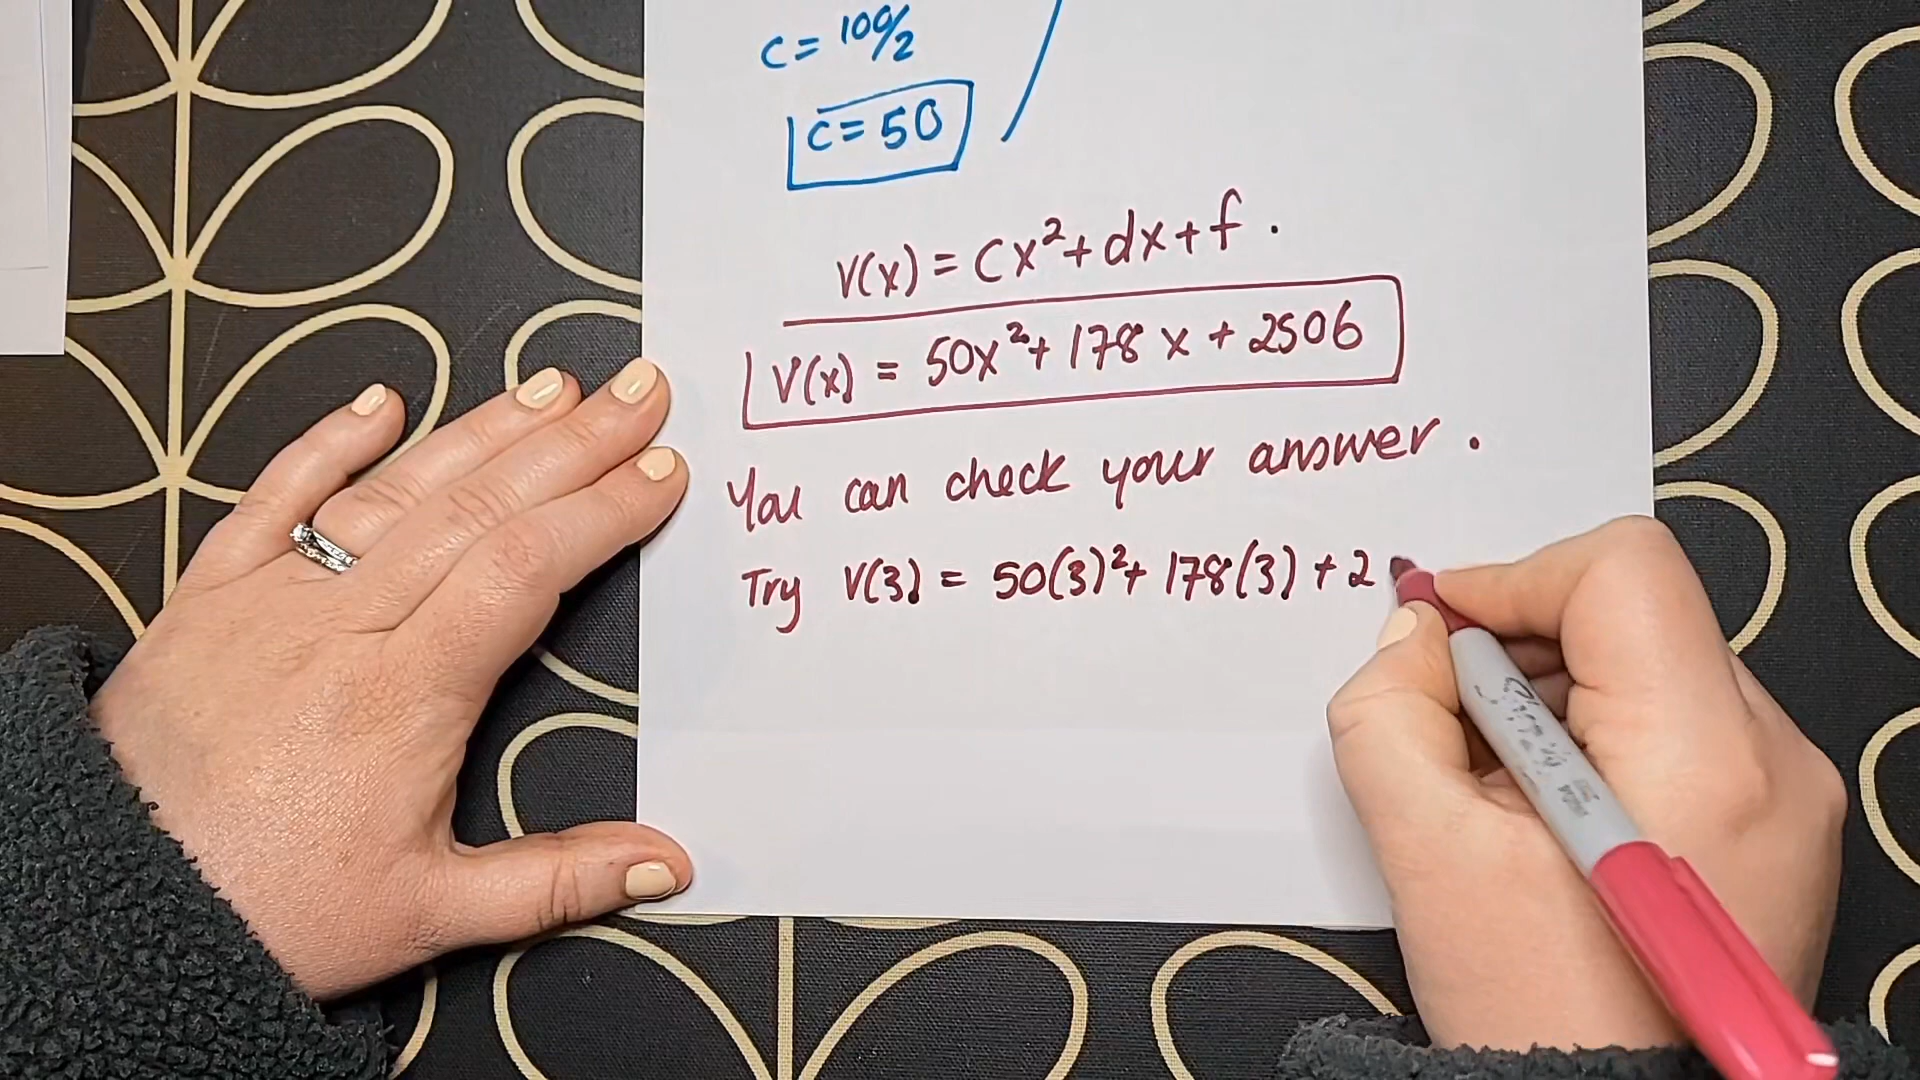 c = 100/2
c = 50
V(x) = cx²+dx+f.
V(x) = 50x²+178x+2506
You can check your answer.
Try V(3) = 50(3)²+ 178(3) + 2